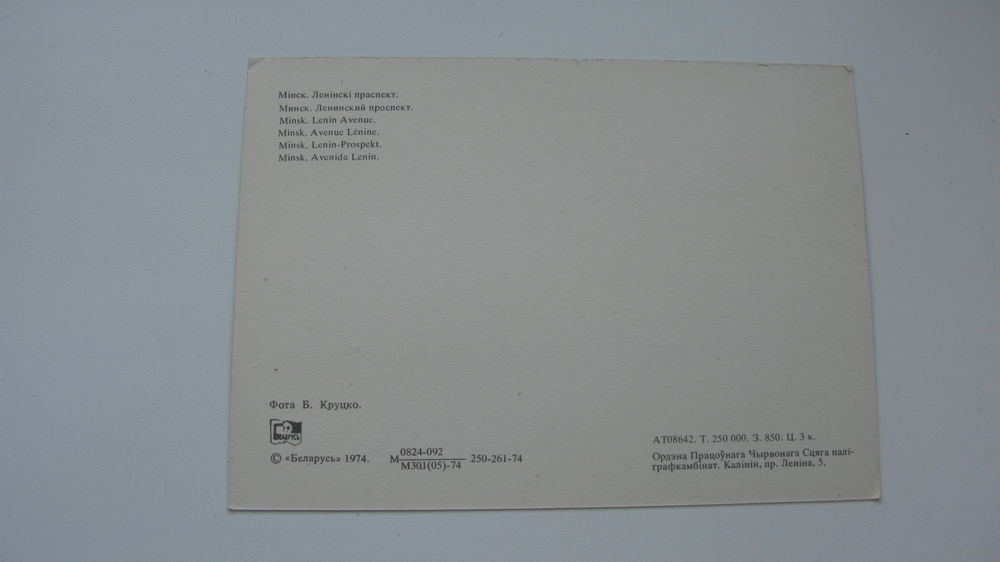 Мінск. Ленінскі праспект.
Минск. Ленинский проспект.
Minsk. Lenin Avenue.
Minsk. Avenue Lénine.
Minsk. Lenin-Prospekt.
Minsk. Avenida Lenin.
Фота Б. Круцко.
БЕЛАРУСЬ
© «Беларусь» 1974.
М 0824-092
М301(05)-74 250-261-74
АТ08642. Т. 250 000. З. 850. Ц. 3 к.
Ордэна Працоўнага Чырвонага Сцяга палі-
графкамбінат. Калінін, пр. Леніна, 5.